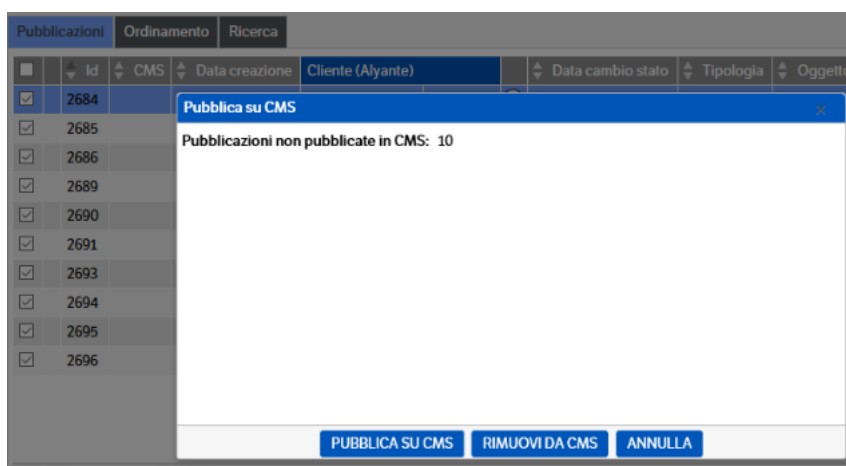 Pubblicazioni Ordinamento Ricerca
Id CMS Data creazione Cliente (Alyante) Data cambio stato Tipologia Oggetto
2684
Pubblica su CMS
2685
Pubblicazioni non pubblicate in CMS: 10
2686
2689
2690
2691
2693
2694
2695
2696
PUBBLICA SU CMS RIMUOVI DA CMS ANNULLA